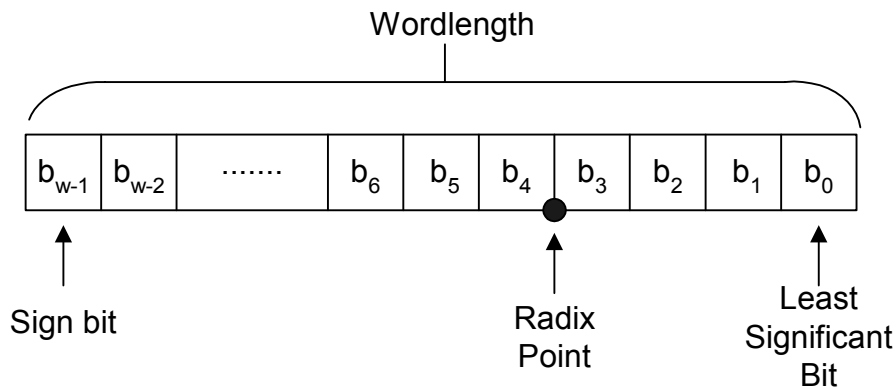 Wordlength
b_{w-1} b_{w-2} ....... b_6 b_5 b_4 b_3 b_2 b_1 b_0
Sign bit
Radix
Point
Least
Significant
Bit